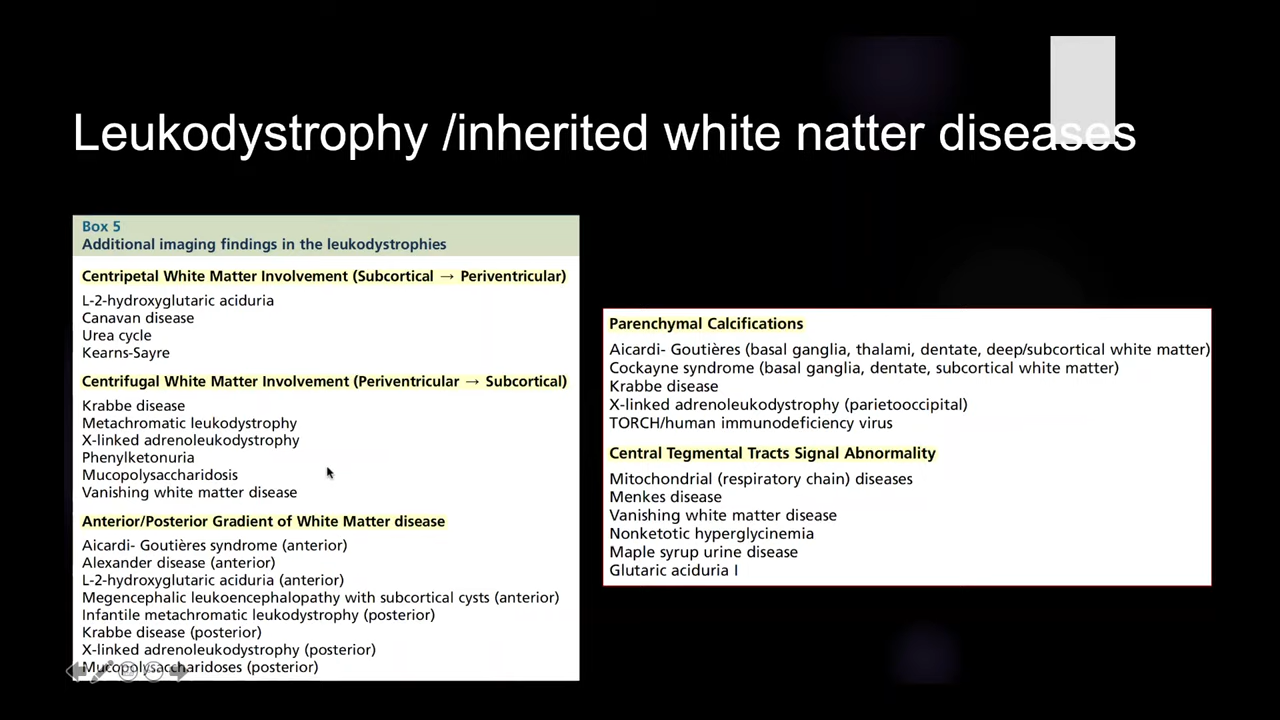 Leukodystrophy /inherited white natter diseases
Box 5
Additional imaging findings in the leukodystrophies
Centripetal White Matter Involvement (Subcortical → Periventricular)
L-2-hydroxyglutaric aciduria
Canavan disease
Urea cycle
Kearns-Sayre
Centrifugal White Matter Involvement (Periventricular → Subcortical)
Krabbe disease
Metachromatic leukodystrophy
X-linked adrenoleukodystrophy
Phenylketonuria
Mucopolysaccharidosis
Vanishing white matter disease
Anterior/Posterior Gradient of White Matter disease
Aicardi- Goutières syndrome (anterior)
Alexander disease (anterior)
L-2-hydroxyglutaric aciduria (anterior)
Megencephalic leukoencephalopathy with subcortical cysts (anterior)
Infantile metachromatic leukodystrophy (posterior)
Krabbe disease (posterior)
X-linked adrenoleukodystrophy (posterior)
Mucopolysaccharidoses (posterior)
Parenchymal Calcifications
Aicardi- Goutières (basal ganglia, thalami, dentate, deep/subcortical white matter)
Cockayne syndrome (basal ganglia, dentate, subcortical white matter)
Krabbe disease
X-linked adrenoleukodystrophy (parietooccipital)
TORCH/human immunodeficiency virus
Central Tegmental Tracts Signal Abnormality
Mitochondrial (respiratory chain) diseases
Menkes disease
Vanishing white matter disease
Nonketotic hyperglycinemia
Maple syrup urine disease
Glutaric aciduria I